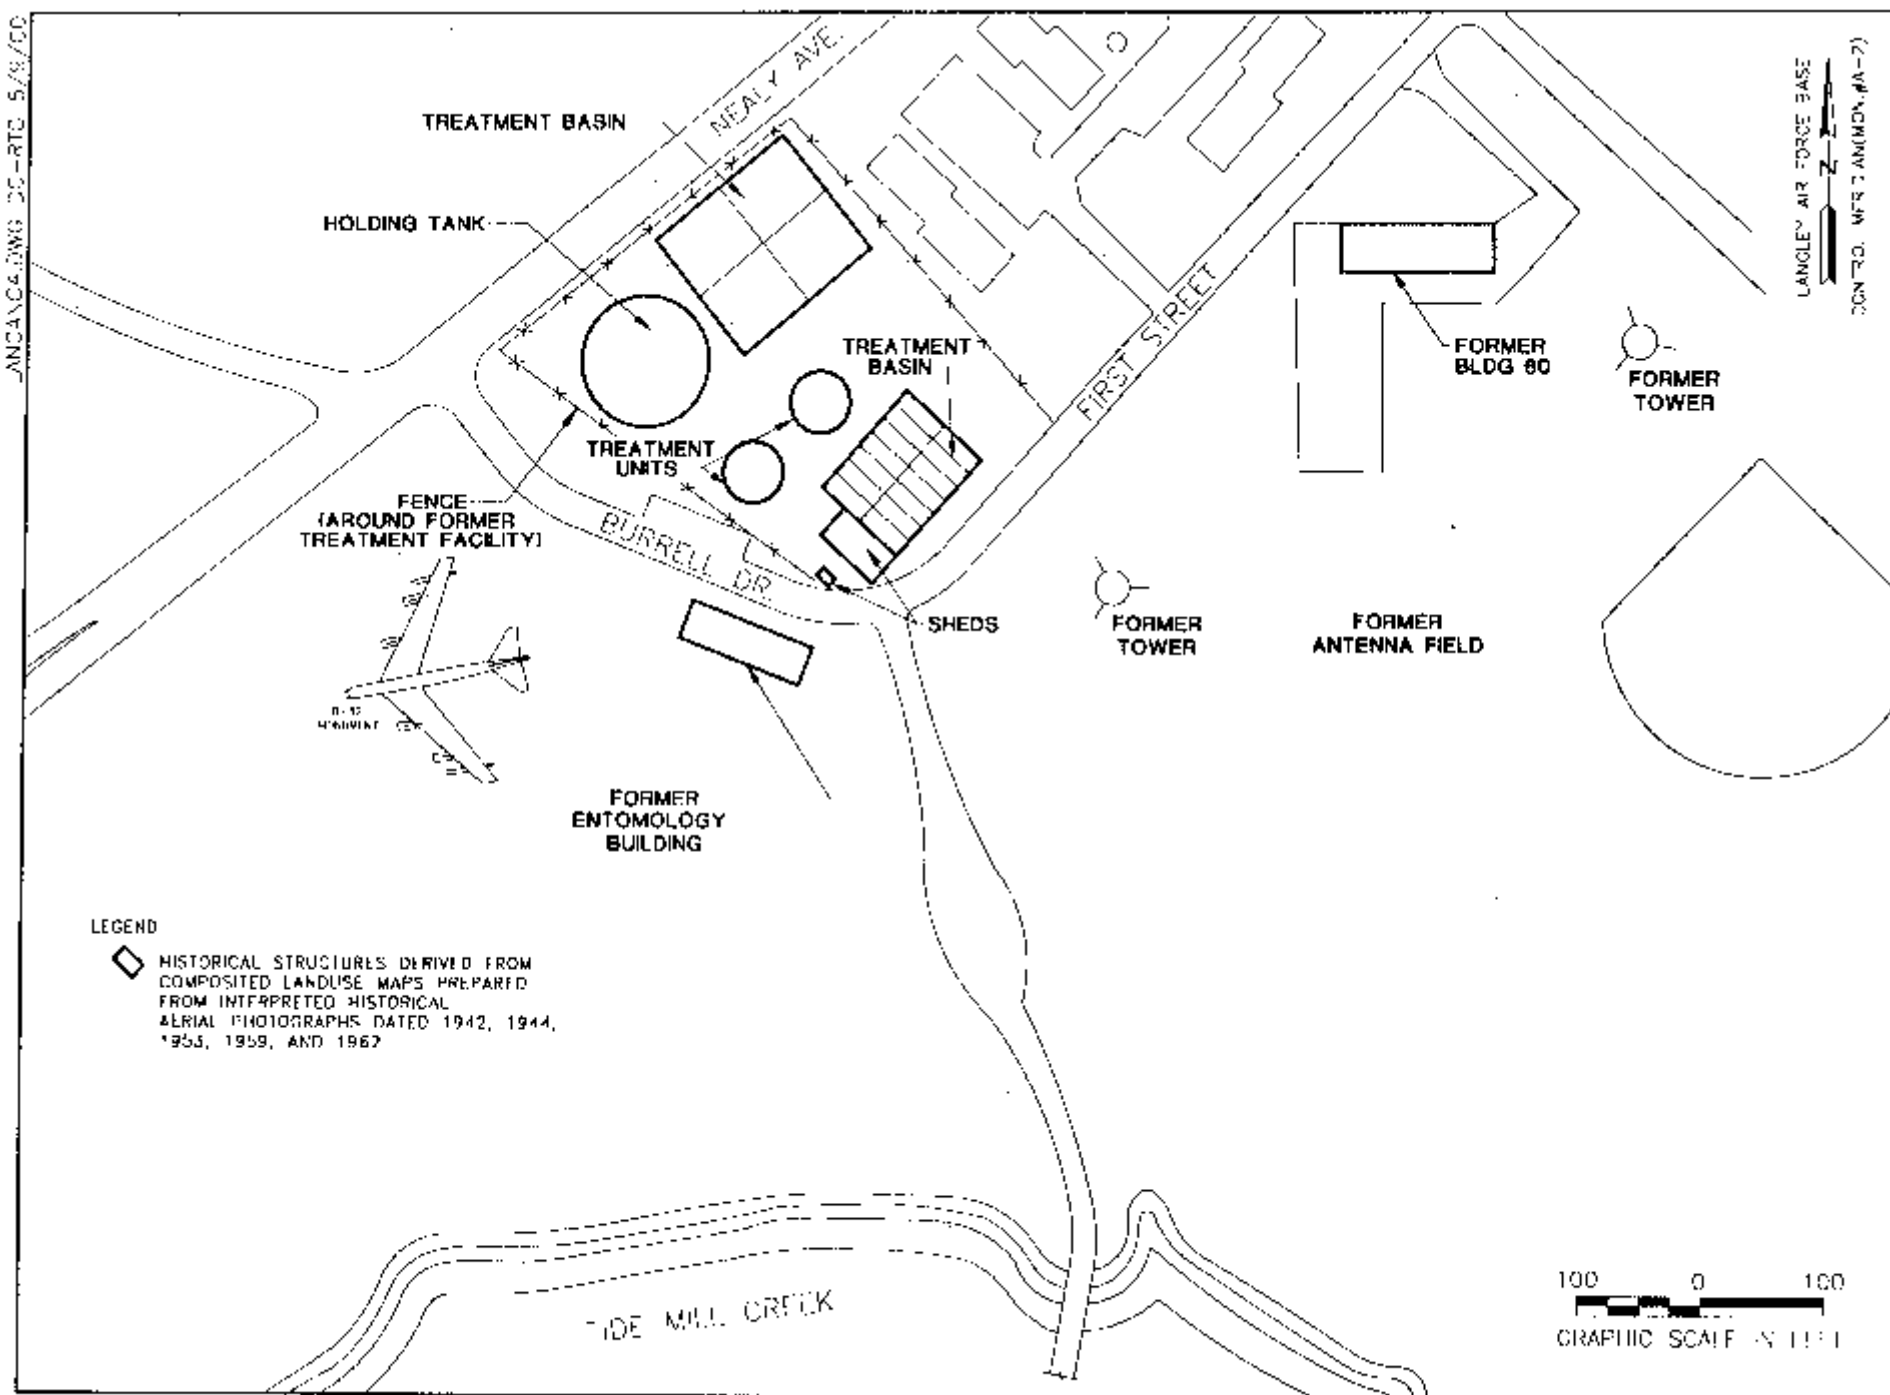 NEALY AVE.
TREATMENT BASIN
HOLDING TANK
TREATMENT
BASIN
FIRST STREET
FORMER
BLDG 60
FORMER
TOWER
TREATMENT
UNITS
FENCE
(AROUND FORMER
TREATMENT FACILITY)
BURRELL DR.
SHEDS
FORMER
TOWER
FORMER
ANTENNA FIELD
MONUMENT
FORMER
ENTOMOLOGY
BUILDING
LEGEND
HISTORICAL STRUCTURES DERIVED FROM
COMPOSITED LANDUSE MAPS PREPARED
FROM INTERPRETED HISTORICAL
AERIAL PHOTOGRAPHS DATED 1942, 1944,
1953, 1959, AND 1962
TIDE MILL CREEK
100 0 100
GRAPHIC SCALE
LANGLEY AIR FORCE BASE
N